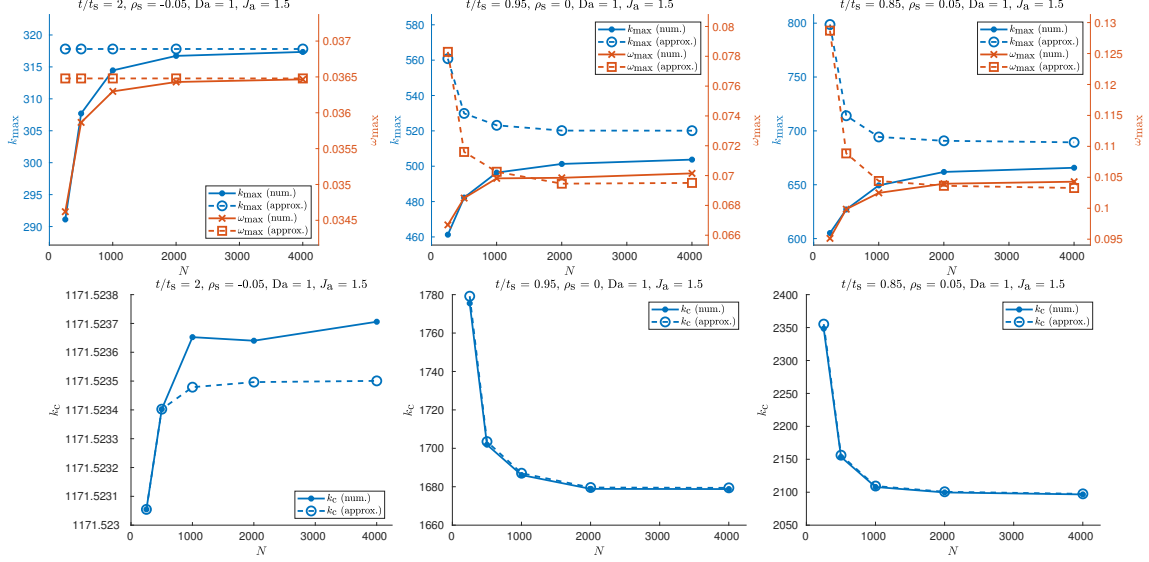 t/ts = 2, ρs = -0.05, Da = 1, Ja = 1.5
320
315
310
305
300
295
290
kmax
0.037
0.0365
0.036
0.0355
0.035
0.0345
ωmax
kmax (num.)
kmax (approx.)
ωmax (num.)
ωmax (approx.)
0 1000 2000 3000 4000
N
t/ts = 0.95, ρs = 0, Da = 1, Ja = 1.5
580
560
540
520
500
480
460
kmax
0.08
0.078
0.076
0.074
0.072
0.07
0.068
0.066
ωmax
kmax (num.)
kmax (approx.)
ωmax (num.)
ωmax (approx.)
0 1000 2000 3000 4000
N
t/ts = 0.85, ρs = 0.05, Da = 1, Ja = 1.5
800
750
700
650
600
kmax
0.13
0.125
0.12
0.115
0.11
0.105
0.1
0.095
ωmax
kmax (num.)
kmax (approx.)
ωmax (num.)
ωmax (approx.)
0 1000 2000 3000 4000
N
t/ts = 2, ρs = -0.05, Da = 1, Ja = 1.5
1171.5238
1171.5237
1171.5236
1171.5235
1171.5234
1171.5232
1171.5231
1171.523
kc
kc (num.)
kc (approx.)
0 1000 2000 3000 4000
N
t/ts = 0.95, ρs = 0, Da = 1, Ja = 1.5
1780
1760
1740
1720
1700
1680
1660
kc
kc (num.)
kc (approx.)
0 1000 2000 3000 4000
N
t/ts = 0.85, ρs = 0.05, Da = 1, Ja = 1.5
2400
2350
2300
2250
2200
2150
2100
2050
kc
kc (num.)
kc (approx.)
0 1000 2000 3000 4000
N